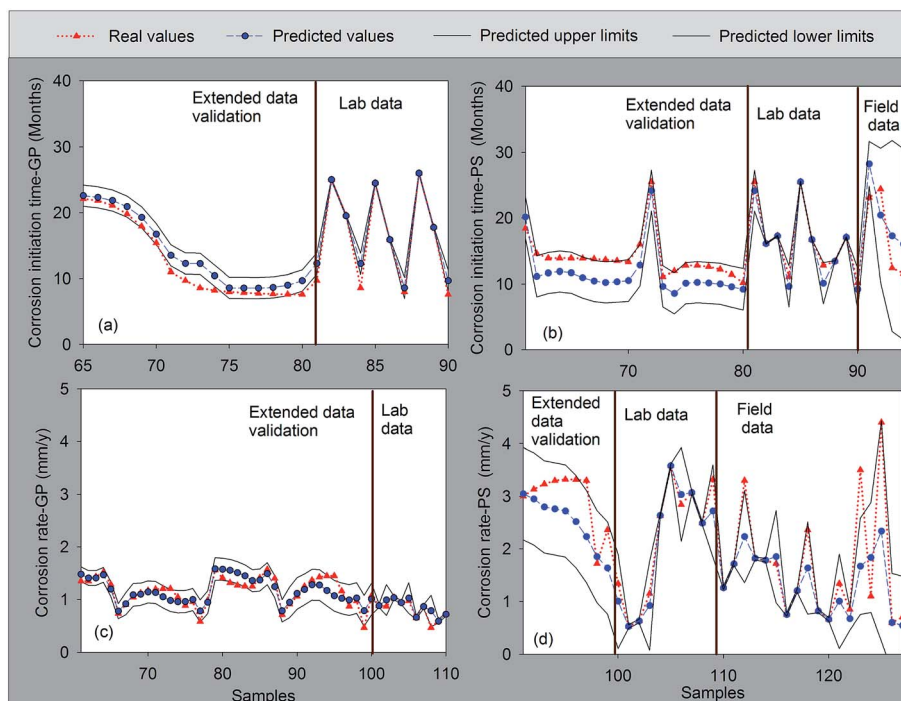 Real values Predicted values Predicted upper limits Predicted lower limits
Corrosion initiation time-GP (Months)
40
30
20
10
0
Extended data
validation
Lab data
(a)
65 70 75 80 85 90
Corrosion initiation time-PS (Months)
40
30
20
10
0
Extended data
validation
Lab data
Field
data
(b)
70 80 90
Corrosion rate-GP (mm/y)
5
4
3
2
1
0
Extended data
validation
Lab
data
(c)
70 80 90 100 110
Samples
Corrosion rate-PS (mm/y)
5
4
3
2
1
0
Extended
data
validation
Lab data
Field
data
(d)
100 110 120
Samples